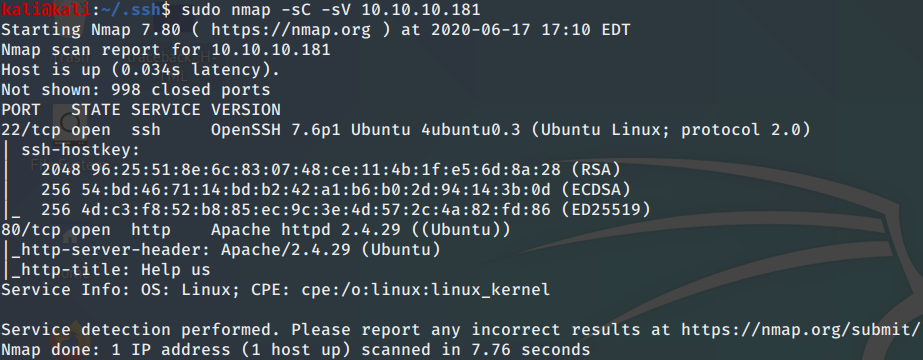 kali@kali:~/.ssh$ sudo nmap -sC -sV 10.10.10.181
Starting Nmap 7.80 ( https://nmap.org ) at 2020-06-17 17:10 EDT
Nmap scan report for 10.10.10.181
Host is up (0.034s latency).
Not shown: 998 closed ports
PORT   STATE SERVICE VERSION
22/tcp open  ssh     OpenSSH 7.6p1 Ubuntu 4ubuntu0.3 (Ubuntu Linux; protocol 2.0)
| ssh-hostkey:
|   2048 96:25:51:8e:6c:83:07:48:ce:11:4b:1f:e5:6d:8a:28 (RSA)
|   256 54:bd:46:71:14:bd:b2:42:a1:b6:b0:2d:94:14:3b:0d (ECDSA)
|_  256 4d:c3:f8:52:b8:85:ec:9c:3e:4d:57:2c:4a:82:fd:86 (ED25519)
80/tcp open  http    Apache httpd 2.4.29 ((Ubuntu))
|_http-server-header: Apache/2.4.29 (Ubuntu)
|_http-title: Help us
Service Info: OS: Linux; CPE: cpe:/o:linux:linux_kernel

Service detection performed. Please report any incorrect results at https://nmap.org/submit/
Nmap done: 1 IP address (1 host up) scanned in 7.76 seconds